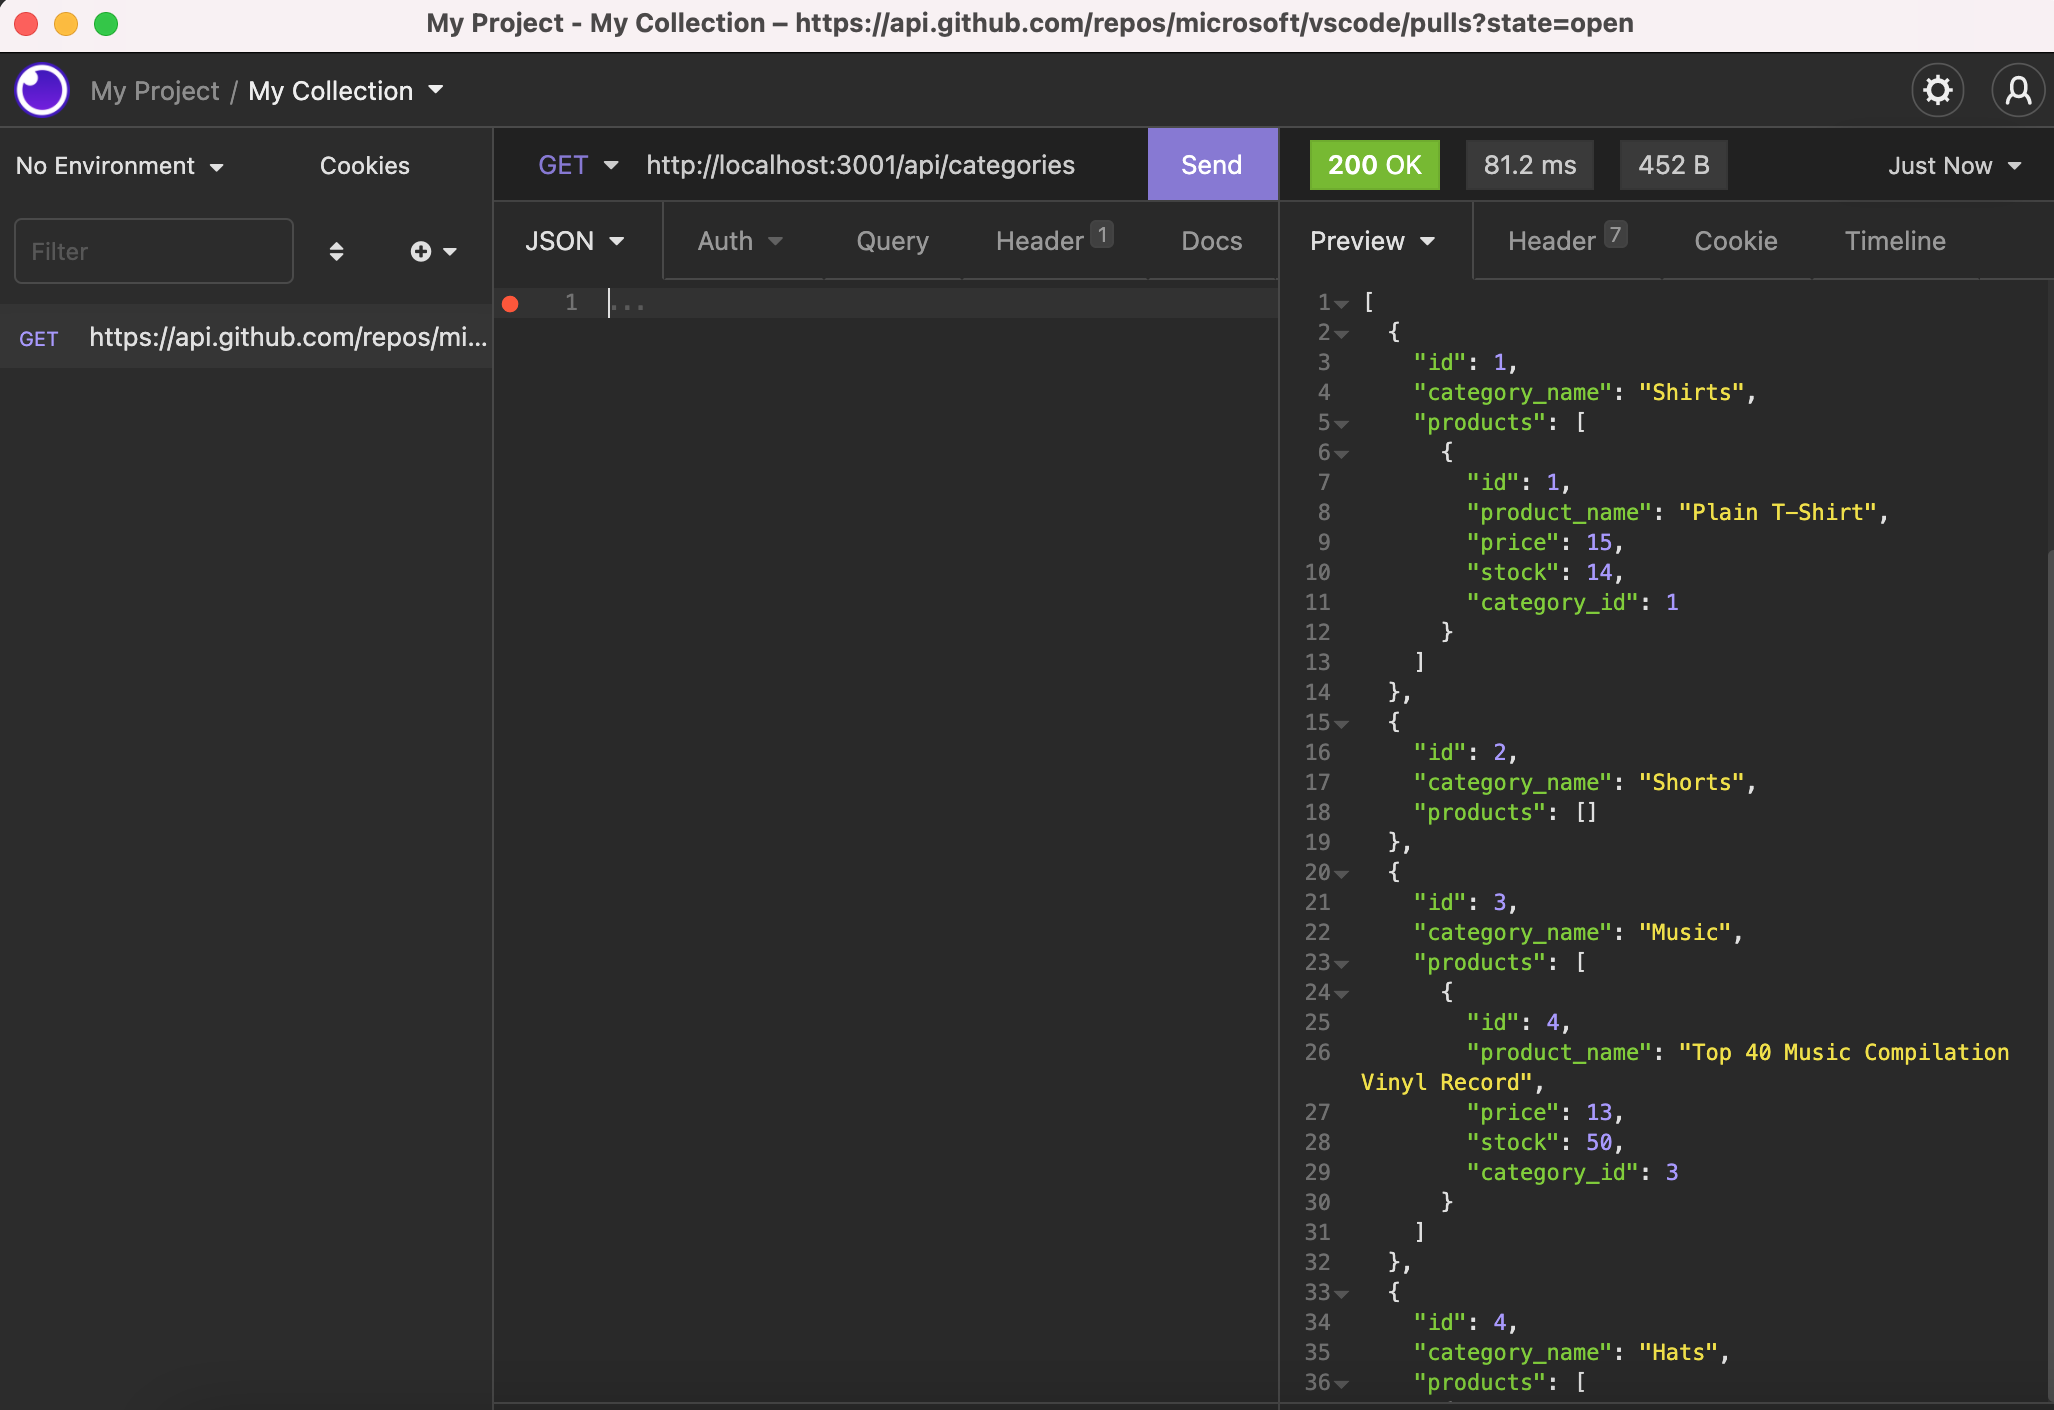 My Project - My Collection – https://api.github.com/repos/microsoft/vscode/pulls?state=open
My Project / My Collection
No Environment Cookies
GET http://localhost:3001/api/categories Send
200 OK 81.2 ms 452 B Just Now
Filter
JSON Auth Query Header 1 Docs
Preview Header 7 Cookie Timeline
GET https://api.github.com/repos/mi...
1 ...
1 [
2 {
3 "id": 1,
4 "category_name": "Shirts",
5 "products": [
6 {
7 "id": 1,
8 "product_name": "Plain T-Shirt",
9 "price": 15,
10 "stock": 14,
11 "category_id": 1
12 }
13 ]
14 },
15 {
16 "id": 2,
17 "category_name": "Shorts",
18 "products": []
19 },
20 {
21 "id": 3,
22 "category_name": "Music",
23 "products": [
24 {
25 "id": 4,
26 "product_name": "Top 40 Music Compilation
Vinyl Record",
27 "price": 13,
28 "stock": 50,
29 "category_id": 3
30 }
31 ]
32 },
33 {
34 "id": 4,
35 "category_name": "Hats",
36 "products": [